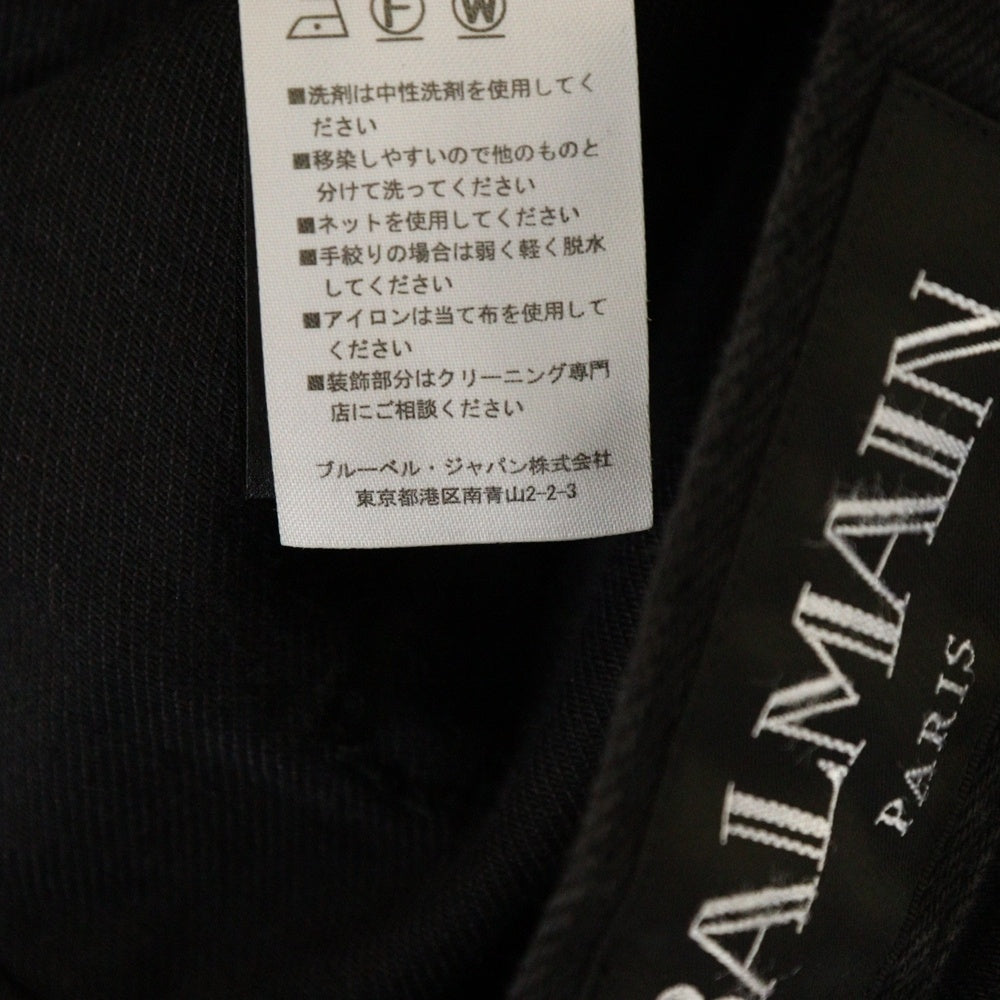 F W
■洗剤は中性洗剤を使用してく
ださい
■移染しやすいので他のものと
分けて洗ってください
■ネットを使用してください
■手絞りの場合は弱く軽く脱水
してください
■アイロンは当て布を使用して
ください
■装飾部分はクリーニング専門
店にご相談ください
ブルーベル・ジャパン株式会社
東京都港区南青山2-2-3
BALMAIN
PARIS